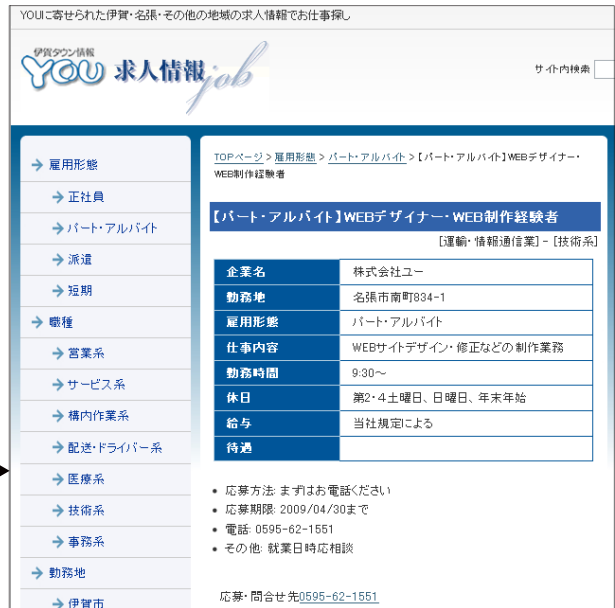 YOUに寄せられた伊賀・名張・その他の地域の求人情報でお仕事探し
伊賀タウン情報
YOU 求人情報 job
サイト内検索
雇用形態
正社員
パート・アルバイト
派遣
短期
職種
営業系
サービス系
構内作業系
配送・ドライバー系
医療系
技術系
事務系
勤務地
伊賀市
TOPページ > 雇用形態 > パート・アルバイト > 【パート・アルバイト】WEBデザイナー・
WEB制作経験者
【パート・アルバイト】WEBデザイナー・WEB制作経験者
[運輸・情報通信業] - [技術系]
企業名 株式会社ユー
勤務地 名張市南町834-1
雇用形態 パート・アルバイト
仕事内容 WEBサイトデザイン・修正などの制作業務
勤務時間 9:30～
休日 第2・4土曜日、日曜日、年末年始
給与 当社規定による
待遇
• 応募方法: まずはお電話ください
• 応募期限: 2009/04/30まで
• 電話: 0595-62-1551
• その他: 就業日時応相談
応募・問合せ先0595-62-1551